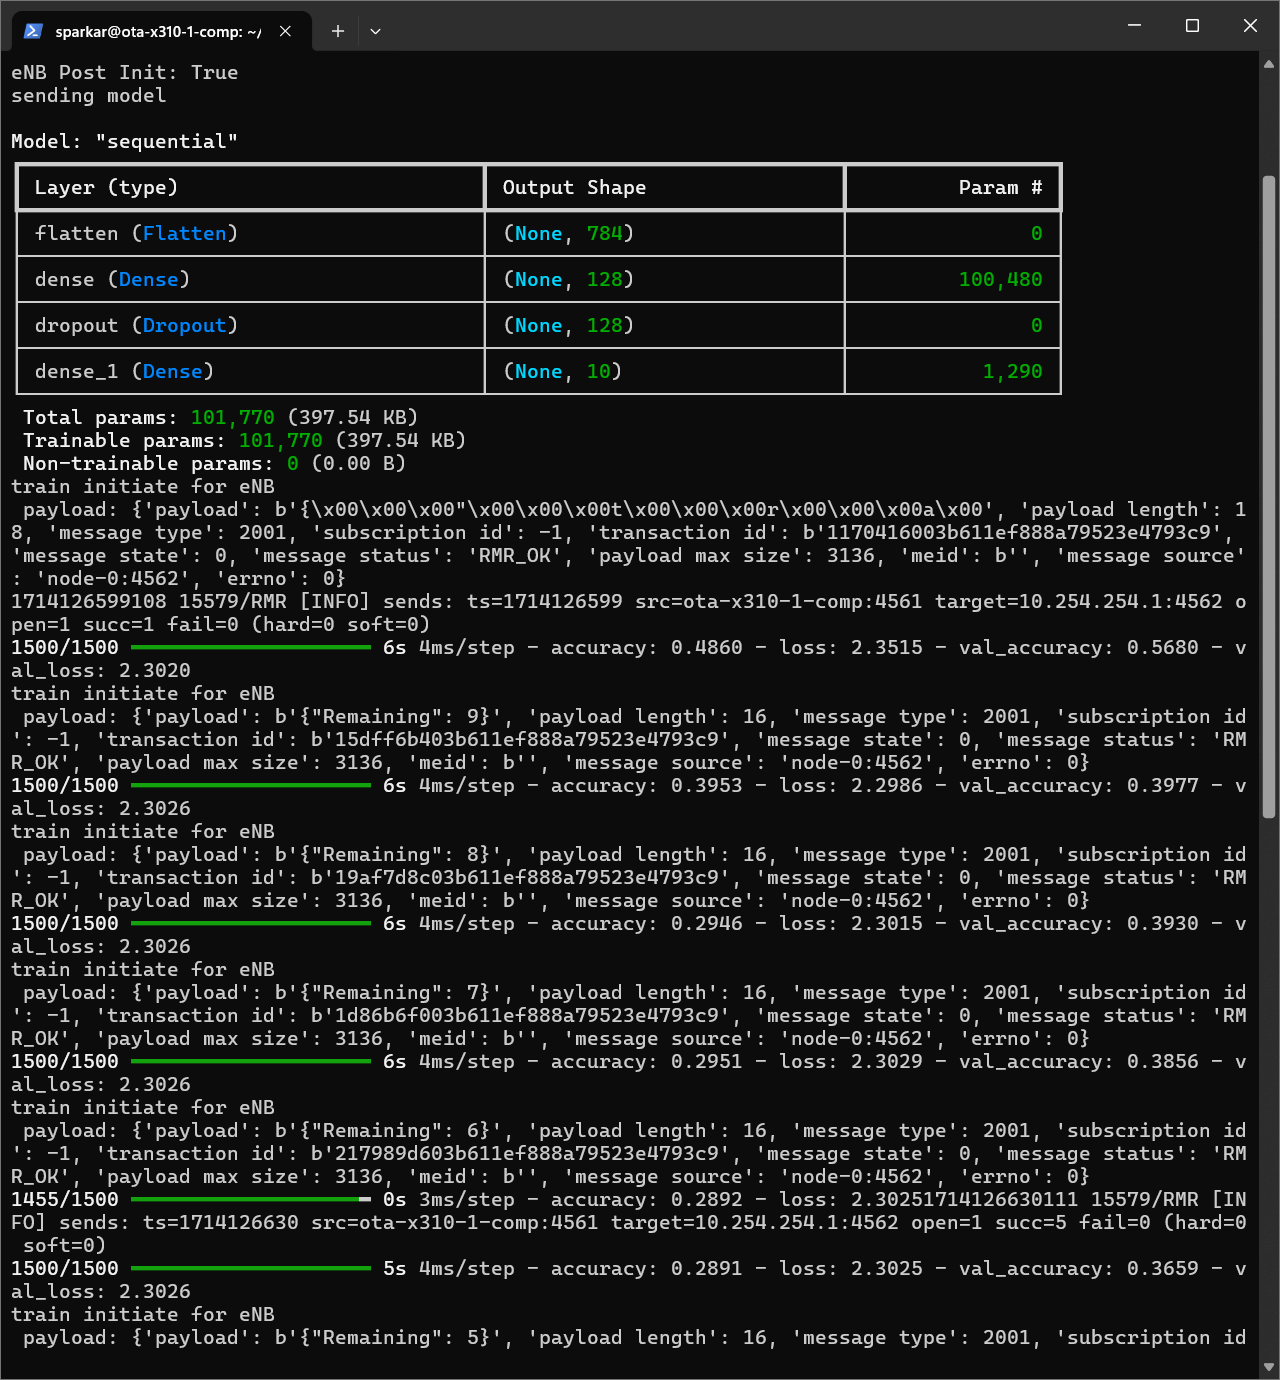 sparkar@ota-x310-1-comp: ~/
eNB Post Init: True
sending model
Model: "sequential"
Layer (type) Output Shape Param #
flatten (Flatten) (None, 784) 0
dense (Dense) (None, 128) 100,480
dropout (Dropout) (None, 128) 0
dense_1 (Dense) (None, 10) 1,290
Total params: 101,770 (397.54 KB)
Trainable params: 101,770 (397.54 KB)
Non-trainable params: 0 (0.00 B)
train initiate for eNB
payload: {'payload': b'{\x00\x00\x00"\x00\x00\x00t\x00\x00\x00r\x00\x00\x00a\x00', 'payload length': 1
8, 'message type': 2001, 'subscription id': -1, 'transaction id': b'1170416003b611ef888a79523e4793c9',
'message state': 0, 'message status': 'RMR_OK', 'payload max size': 3136, 'meid': b'', 'message source'
: 'node-0:4562', 'errno': 0}
1714126599108 15579/RMR [INFO] sends: ts=1714126599 src=ota-x310-1-comp:4561 target=10.254.254.1:4562 o
pen=1 succ=1 fail=0 (hard=0 soft=0)
1500/1500 6s 4ms/step - accuracy: 0.4860 - loss: 2.3515 - val_accuracy: 0.5680 - v
al_loss: 2.3020
train initiate for eNB
payload: {'payload': b'{"Remaining": 9}', 'payload length': 16, 'message type': 2001, 'subscription id
': -1, 'transaction id': b'15dff6b403b611ef888a79523e4793c9', 'message state': 0, 'message status': 'RM
R_OK', 'payload max size': 3136, 'meid': b'', 'message source': 'node-0:4562', 'errno': 0}
1500/1500 6s 4ms/step - accuracy: 0.3953 - loss: 2.2986 - val_accuracy: 0.3977 - v
al_loss: 2.3026
train initiate for eNB
payload: {'payload': b'{"Remaining": 8}', 'payload length': 16, 'message type': 2001, 'subscription id
': -1, 'transaction id': b'19af7d8c03b611ef888a79523e4793c9', 'message state': 0, 'message status': 'RM
R_OK', 'payload max size': 3136, 'meid': b'', 'message source': 'node-0:4562', 'errno': 0}
1500/1500 6s 4ms/step - accuracy: 0.2946 - loss: 2.3015 - val_accuracy: 0.3930 - v
al_loss: 2.3026
train initiate for eNB
payload: {'payload': b'{"Remaining": 7}', 'payload length': 16, 'message type': 2001, 'subscription id
': -1, 'transaction id': b'1d86b6f003b611ef888a79523e4793c9', 'message state': 0, 'message status': 'RM
R_OK', 'payload max size': 3136, 'meid': b'', 'message source': 'node-0:4562', 'errno': 0}
1500/1500 6s 4ms/step - accuracy: 0.2951 - loss: 2.3029 - val_accuracy: 0.3856 - v
al_loss: 2.3026
train initiate for eNB
payload: {'payload': b'{"Remaining": 6}', 'payload length': 16, 'message type': 2001, 'subscription id
': -1, 'transaction id': b'217989d603b611ef888a79523e4793c9', 'message state': 0, 'message status': 'RM
R_OK', 'payload max size': 3136, 'meid': b'', 'message source': 'node-0:4562', 'errno': 0}
1455/1500 0s 3ms/step - accuracy: 0.2892 - loss: 2.30251714126630111 15579/RMR [IN
FO] sends: ts=1714126630 src=ota-x310-1-comp:4561 target=10.254.254.1:4562 open=1 succ=5 fail=0 (hard=0
soft=0)
1500/1500 5s 4ms/step - accuracy: 0.2891 - loss: 2.3025 - val_accuracy: 0.3659 - v
al_loss: 2.3026
train initiate for eNB
payload: {'payload': b'{"Remaining": 5}', 'payload length': 16, 'message type': 2001, 'subscription id